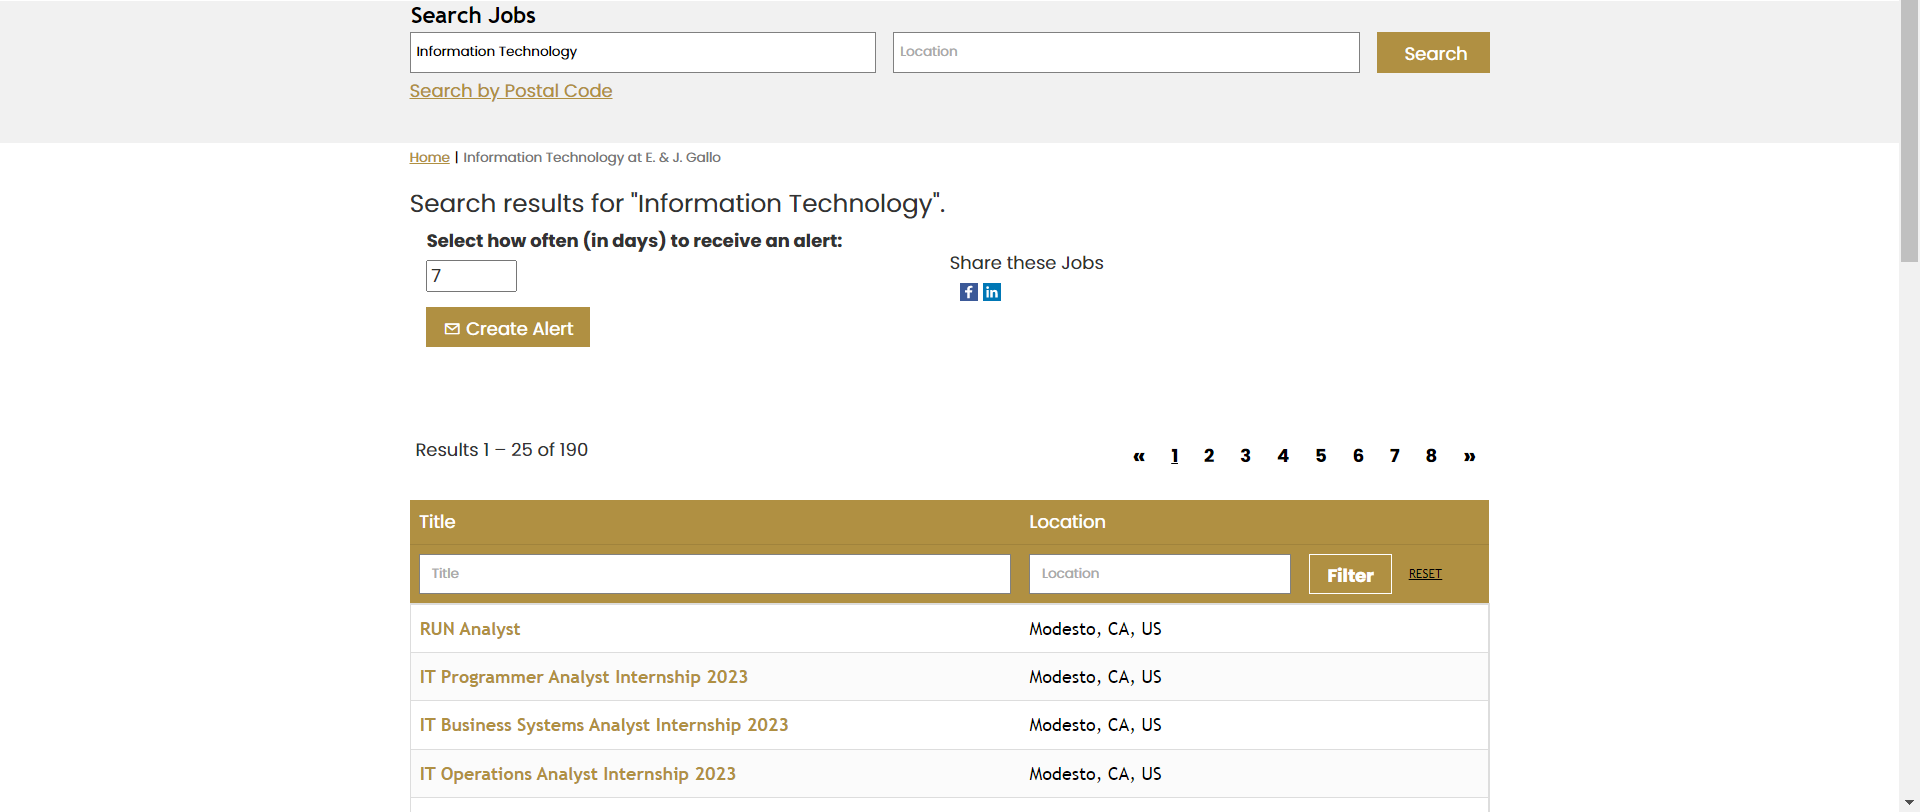 Search Jobs
Information Technology
Location
Search
Search by Postal Code
Home | Information Technology at E. & J. Gallo
Search results for "Information Technology".
Select how often (in days) to receive an alert:
7
Share these Jobs
f in
Create Alert
Results 1 – 25 of 190
« 1 2 3 4 5 6 7 8 »
Title Location
Title Location Filter RESET
RUN Analyst Modesto, CA, US
IT Programmer Analyst Internship 2023 Modesto, CA, US
IT Business Systems Analyst Internship 2023 Modesto, CA, US
IT Operations Analyst Internship 2023 Modesto, CA, US